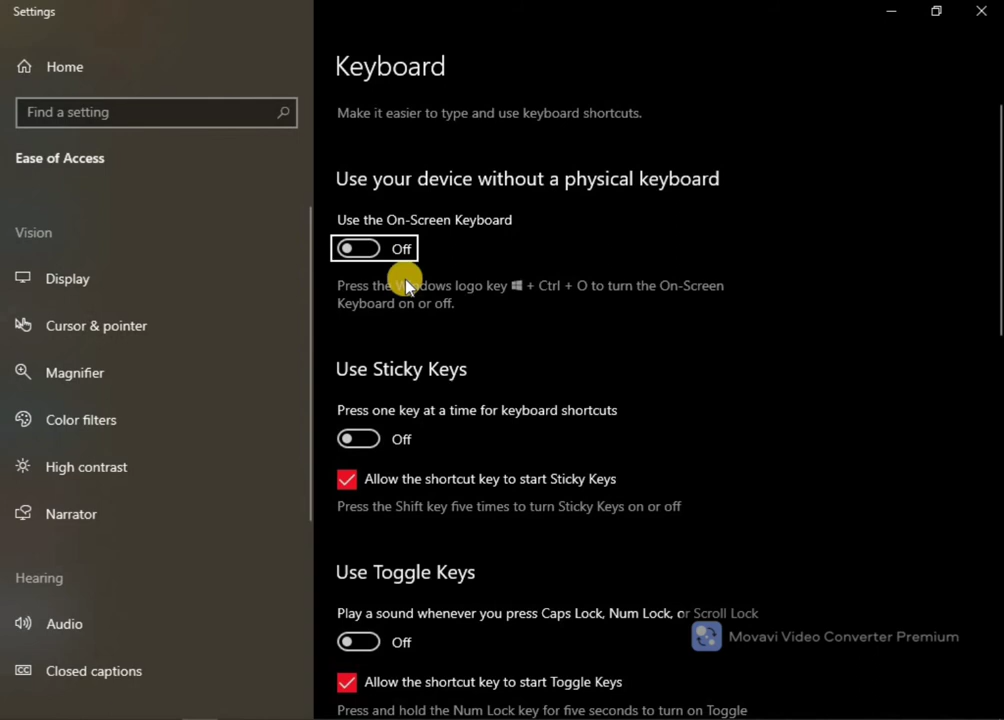 Settings
Home
Find a setting
Ease of Access
Vision
Display
Cursor & pointer
Magnifier
Color filters
High contrast
Narrator
Hearing
Audio
Closed captions
Keyboard
Make it easier to type and use keyboard shortcuts.
Use your device without a physical keyboard
Use the On-Screen Keyboard
Off
Press the Windows logo key + Ctrl + O to turn the On-Screen
Keyboard on or off.
Use Sticky Keys
Press one key at a time for keyboard shortcuts
Off
Allow the shortcut key to start Sticky Keys
Press the Shift key five times to turn Sticky Keys on or off
Use Toggle Keys
Play a sound whenever you press Caps Lock, Num Lock, or Scroll Lock
Off
Movavi Video Converter Premium
Allow the shortcut key to start Toggle Keys
Press and hold the Num Lock key for five seconds to turn on Toggle